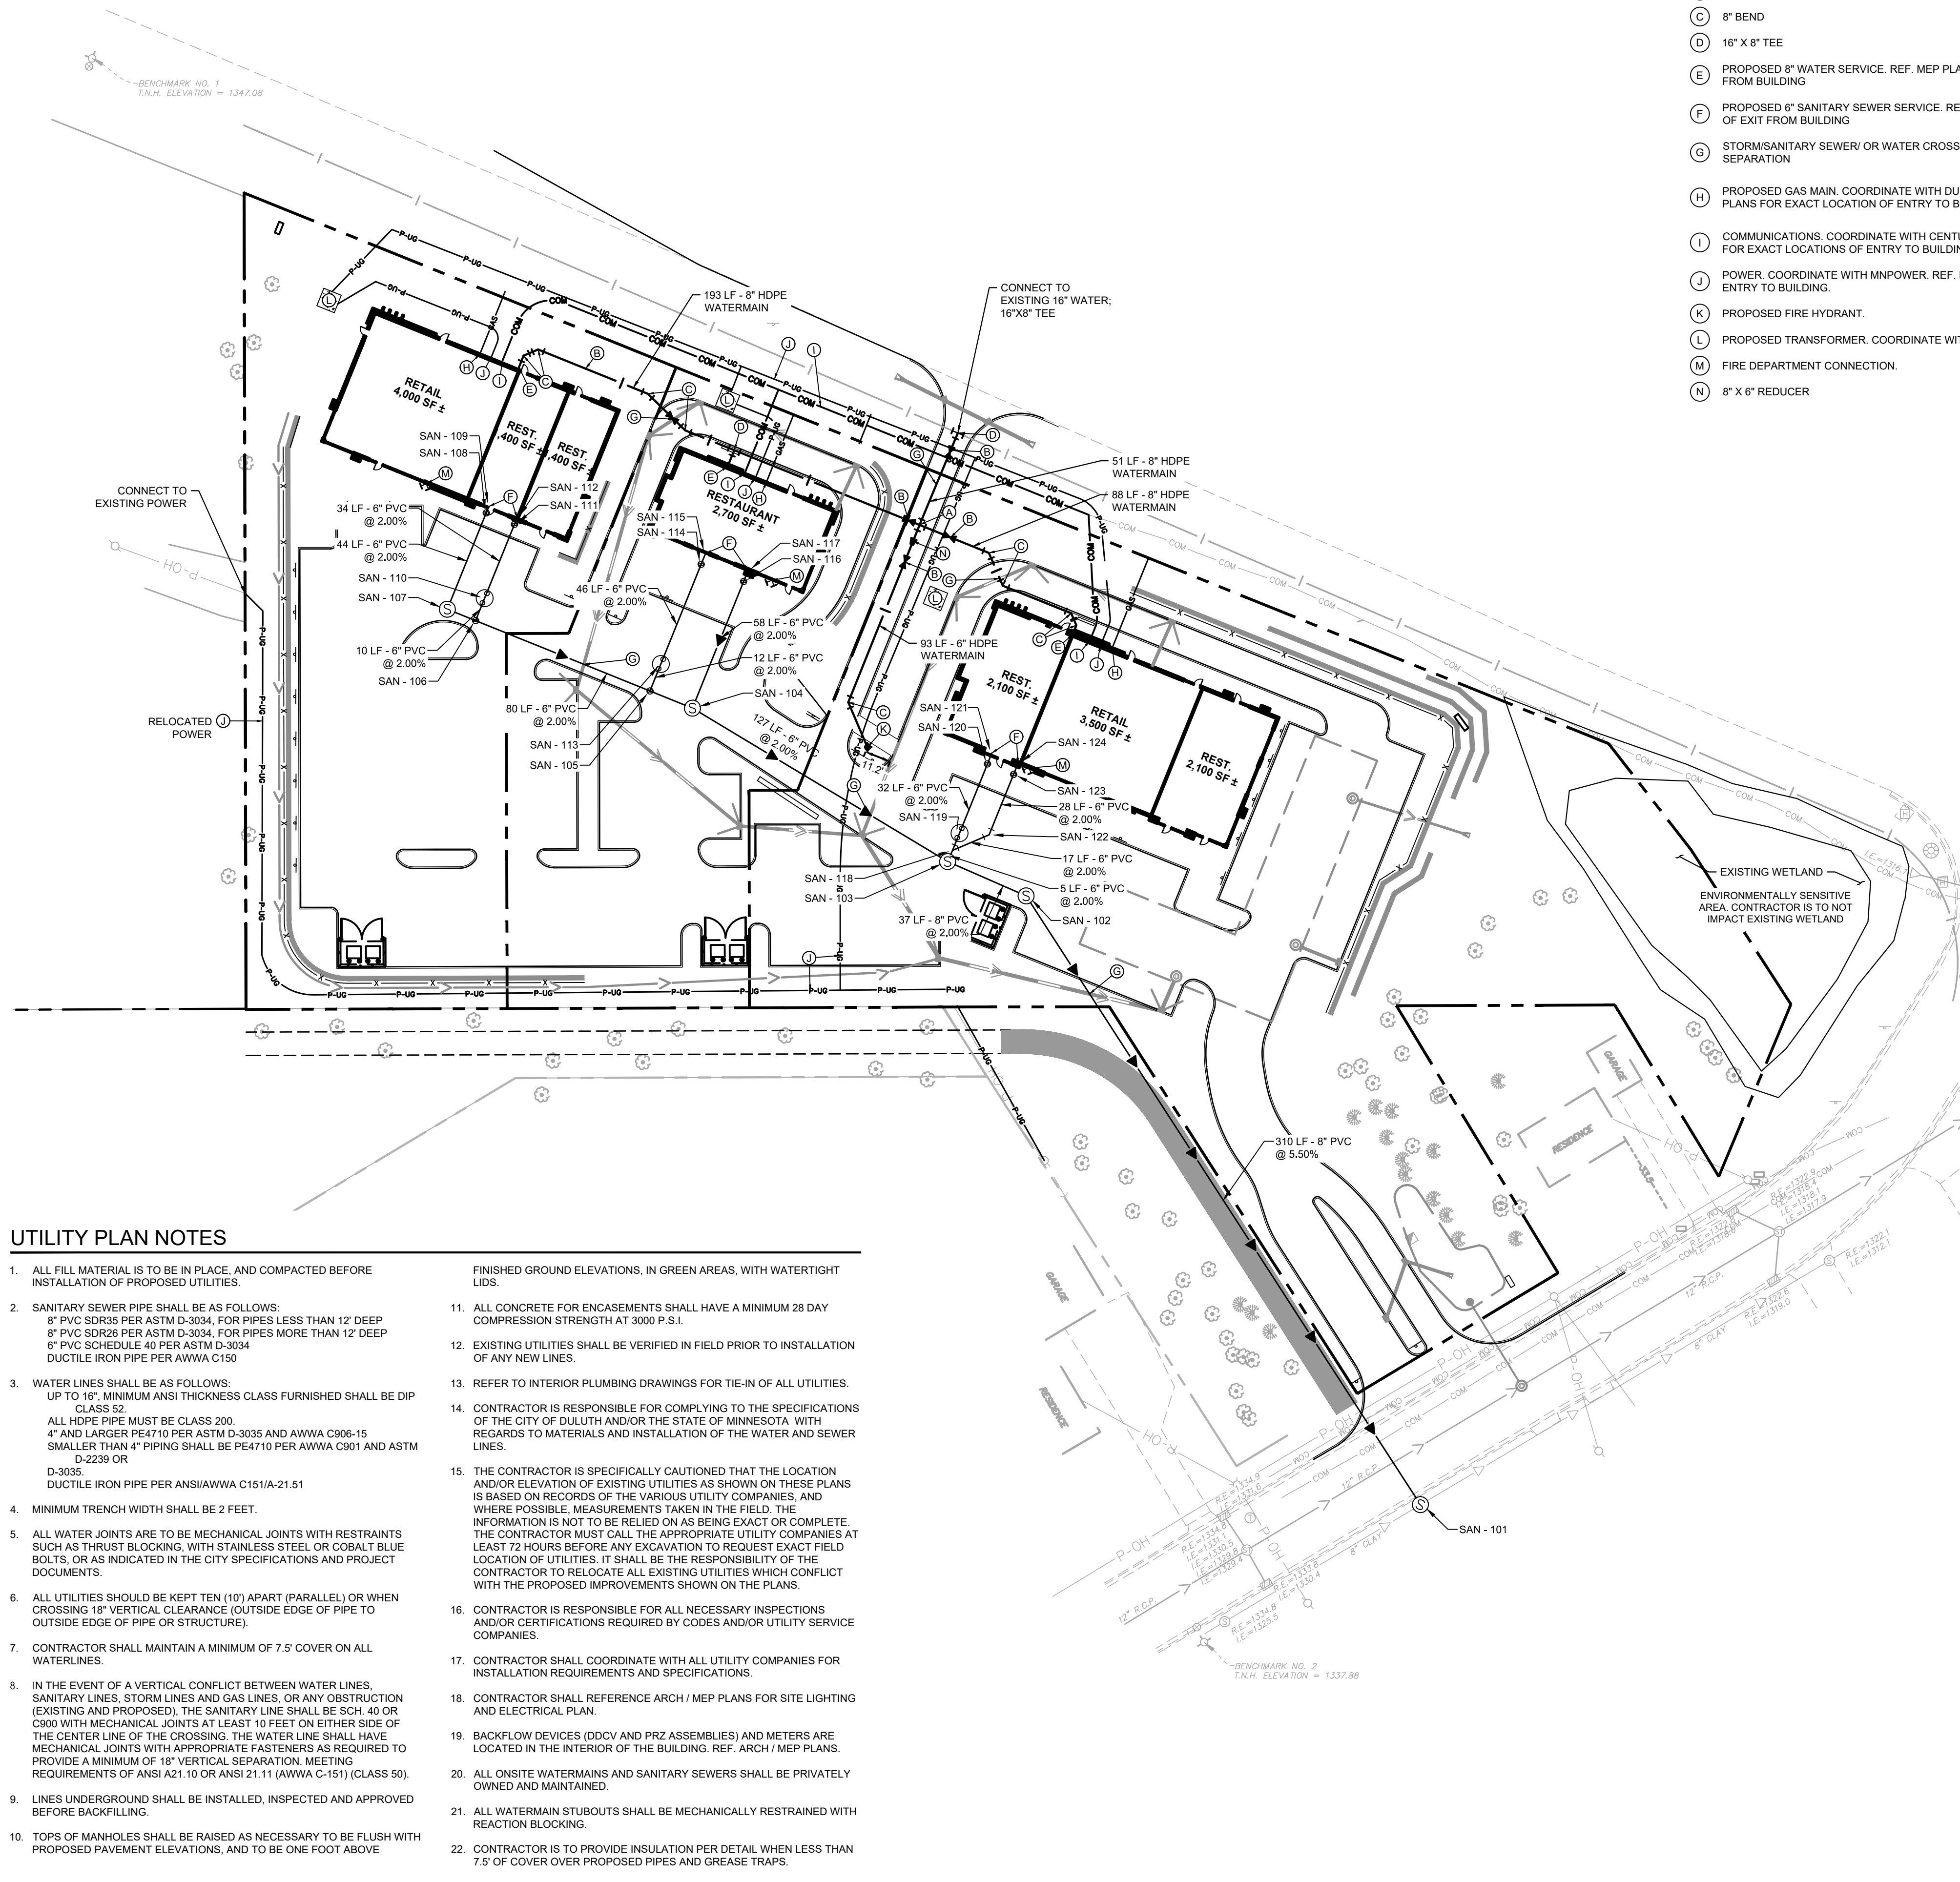 C 8" BEND
D 16" X 8" TEE
E PROPOSED 8" WATER SERVICE. REF. MEP
FROM BUILDING
F PROPOSED 6" SANITARY SEWER SERVICE.
OF EXIT FROM BUILDING
G STORM/SANITARY SEWER/ OR WATER
SEPARATION
H PROPOSED GAS MAIN. COORDINATE WITH
PLANS FOR EXACT LOCATION OF ENTRY TO
I COMMUNICATIONS. COORDINATE WITH
FOR EXACT LOCATIONS OF ENTRY TO
J POWER. COORDINATE WITH MNPOWER. REF.
ENTRY TO BUILDING.
K PROPOSED FIRE HYDRANT.
L PROPOSED TRANSFORMER. COORDINATE
M FIRE DEPARTMENT CONNECTION.
N 8" X 6" REDUCER
BENCHMARK NO. 1
T.N.H. ELEVATION = 1347.08
193 LF - 8" HDPE
WATERMAIN
CONNECT TO
EXISTING 16" WATER;
16"X8" TEE
RETAIL
4,000 SF ±
REST.
,400 SF ±
REST.
,400 SF ±
SAN - 109
SAN - 108
SAN - 112
SAN - 111
RESTAURANT
2,700 SF ±
51 LF - 8" HDPE
WATERMAIN
88 LF - 8" HDPE
WATERMAIN
CONNECT TO
EXISTING POWER
34 LF - 6" PVC
@ 2.00%
44 LF - 6" PVC
@ 2.00%
SAN - 110
SAN - 107
SAN - 115
SAN - 114
SAN - 117
SAN - 116
46 LF - 6" PVC
@ 2.00%
58 LF - 6" PVC
@ 2.00%
12 LF - 6" PVC
@ 2.00%
93 LF - 6" HDPE
WATERMAIN
10 LF - 6" PVC
@ 2.00%
SAN - 106
SAN - 104
80 LF - 6" PVC
@ 2.00%
127 LF - 6" PVC
@ 2.00%
RELOCATED J
POWER
SAN - 113
SAN - 105
REST.
2,100 SF ±
RETAIL
3,500 SF ±
REST.
2,100 SF ±
SAN - 121
SAN - 120
SAN - 124
11.2'
SAN - 123
32 LF - 6" PVC
@ 2.00%
28 LF - 6" PVC
@ 2.00%
SAN - 119
SAN - 122
17 LF - 6" PVC
@ 2.00%
SAN - 118
SAN - 103
5 LF - 6" PVC
@ 2.00%
SAN - 102
37 LF - 8" PVC
@ 2.00%
EXISTING WETLAND
ENVIRONMENTALLY SENSITIVE
AREA. CONTRACTOR IS TO NOT
IMPACT EXISTING WETLAND
310 LF - 8" PVC
@ 5.50%
GARAGE
RESIDENCE
GARAGE
RESIDENCE
R.E.=1322.9
I.E.=1318.4
I.E.=1318.1
I.E.=1317.9
R.E.=1322.1
I.E.=1312.1
R.E.=1322.6
I.E.=1319.0
12" R.C.P.
8" CLAY
R.E.=1334.9
I.E.=1331.6
I.E.=1331.1
I.E.=1330.5
I.E.=1329.8
I.E.=1329.4
R.E.=1333.8
I.E.=1330.4
R.E.=1334.8
I.E.=1325.5
12" R.C.P.
12" R.C.P.
8" CLAY
P-OH
SAN - 101
BENCHMARK NO. 2
T.N.H. ELEVATION = 1337.88
UTILITY PLAN NOTES
1. ALL FILL MATERIAL IS TO BE IN PLACE, AND COMPACTED BEFORE
INSTALLATION OF PROPOSED UTILITIES.
2. SANITARY SEWER PIPE SHALL BE AS FOLLOWS:
8" PVC SDR35 PER ASTM D-3034, FOR PIPES LESS THAN 12' DEEP
8" PVC SDR26 PER ASTM D-3034, FOR PIPES MORE THAN 12' DEEP
6" PVC SCHEDULE 40 PER ASTM D-3034
DUCTILE IRON PIPE PER AWWA C150
3. WATER LINES SHALL BE AS FOLLOWS:
UP TO 16", MINIMUM ANSI THICKNESS CLASS FURNISHED SHALL BE DIP
CLASS 52.
ALL HDPE PIPE MUST BE CLASS 200.
4" AND LARGER PE4710 PER ASTM D-3035 AND AWWA C906-15
SMALLER THAN 4" PIPING SHALL BE PE4710 PER AWWA C901 AND ASTM
D-2239 OR
D-3035.
DUCTILE IRON PIPE PER ANSI/AWWA C151/A-21.51
4. MINIMUM TRENCH WIDTH SHALL BE 2 FEET.
5. ALL WATER JOINTS ARE TO BE MECHANICAL JOINTS WITH RESTRAINTS
SUCH AS THRUST BLOCKING, WITH STAINLESS STEEL OR COBALT BLUE
BOLTS, OR AS INDICATED IN THE CITY SPECIFICATIONS AND PROJECT
DOCUMENTS.
6. ALL UTILITIES SHOULD BE KEPT TEN (10') APART (PARALLEL) OR WHEN
CROSSING 18" VERTICAL CLEARANCE (OUTSIDE EDGE OF PIPE TO
OUTSIDE EDGE OF PIPE OR STRUCTURE).
7. CONTRACTOR SHALL MAINTAIN A MINIMUM OF 7.5' COVER ON ALL
WATERLINES.
8. IN THE EVENT OF A VERTICAL CONFLICT BETWEEN WATER LINES,
SANITARY LINES, STORM LINES AND GAS LINES, OR ANY OBSTRUCTION
(EXISTING AND PROPOSED), THE SANITARY LINE SHALL BE SCH. 40 OR
C900 WITH MECHANICAL JOINTS AT LEAST 10 FEET ON EITHER SIDE OF
THE CENTER LINE OF THE CROSSING. THE WATER LINE SHALL HAVE
MECHANICAL JOINTS WITH APPROPRIATE FASTENERS AS REQUIRED TO
PROVIDE A MINIMUM OF 18" VERTICAL SEPARATION. MEETING
REQUIREMENTS OF ANSI A21.10 OR ANSI 21.11 (AWWA C-151) (CLASS 50).
9. LINES UNDERGROUND SHALL BE INSTALLED, INSPECTED AND APPROVED
BEFORE BACKFILLING.
10. TOPS OF MANHOLES SHALL BE RAISED AS NECESSARY TO BE FLUSH WITH
PROPOSED PAVEMENT ELEVATIONS, AND TO BE ONE FOOT ABOVE
FINISHED GROUND ELEVATIONS, IN GREEN AREAS, WITH WATERTIGHT
LIDS.
11. ALL CONCRETE FOR ENCASEMENTS SHALL HAVE A MINIMUM 28 DAY
COMPRESSION STRENGTH AT 3000 P.S.I.
12. EXISTING UTILITIES SHALL BE VERIFIED IN FIELD PRIOR TO INSTALLATION
OF ANY NEW LINES.
13. REFER TO INTERIOR PLUMBING DRAWINGS FOR TIE-IN OF ALL UTILITIES.
14. CONTRACTOR IS RESPONSIBLE FOR COMPLYING TO THE SPECIFICATIONS
OF THE CITY OF DULUTH AND/OR THE STATE OF MINNESOTA WITH
REGARDS TO MATERIALS AND INSTALLATION OF THE WATER AND SEWER
LINES.
15. THE CONTRACTOR IS SPECIFICALLY CAUTIONED THAT THE LOCATION
AND/OR ELEVATION OF EXISTING UTILITIES AS SHOWN ON THESE PLANS
IS BASED ON RECORDS OF THE VARIOUS UTILITY COMPANIES, AND
WHERE POSSIBLE, MEASUREMENTS TAKEN IN THE FIELD. THE
INFORMATION IS NOT TO BE RELIED ON AS BEING EXACT OR COMPLETE.
THE CONTRACTOR MUST CALL THE APPROPRIATE UTILITY COMPANIES AT
LEAST 72 HOURS BEFORE ANY EXCAVATION TO REQUEST EXACT FIELD
LOCATION OF UTILITIES. IT SHALL BE THE RESPONSIBILITY OF THE
CONTRACTOR TO RELOCATE ALL EXISTING UTILITIES WHICH CONFLICT
WITH THE PROPOSED IMPROVEMENTS SHOWN ON THE PLANS.
16. CONTRACTOR IS RESPONSIBLE FOR ALL NECESSARY INSPECTIONS
AND/OR CERTIFICATIONS REQUIRED BY CODES AND/OR UTILITY SERVICE
COMPANIES.
17. CONTRACTOR SHALL COORDINATE WITH ALL UTILITY COMPANIES FOR
INSTALLATION REQUIREMENTS AND SPECIFICATIONS.
18. CONTRACTOR SHALL REFERENCE ARCH / MEP PLANS FOR SITE LIGHTING
AND ELECTRICAL PLAN.
19. BACKFLOW DEVICES (DDCV AND PRZ ASSEMBLIES) AND METERS ARE
LOCATED IN THE INTERIOR OF THE BUILDING. REF. ARCH / MEP PLANS.
20. ALL ONSITE WATERMAINS AND SANITARY SEWERS SHALL BE PRIVATELY
OWNED AND MAINTAINED.
21. ALL WATERMAIN STUBOUTS SHALL BE MECHANICALLY RESTRAINED WITH
REACTION BLOCKING.
22. CONTRACTOR IS TO PROVIDE INSULATION PER DETAIL WHEN LESS THAN
7.5' OF COVER OVER PROPOSED PIPES AND GREASE TRAPS.